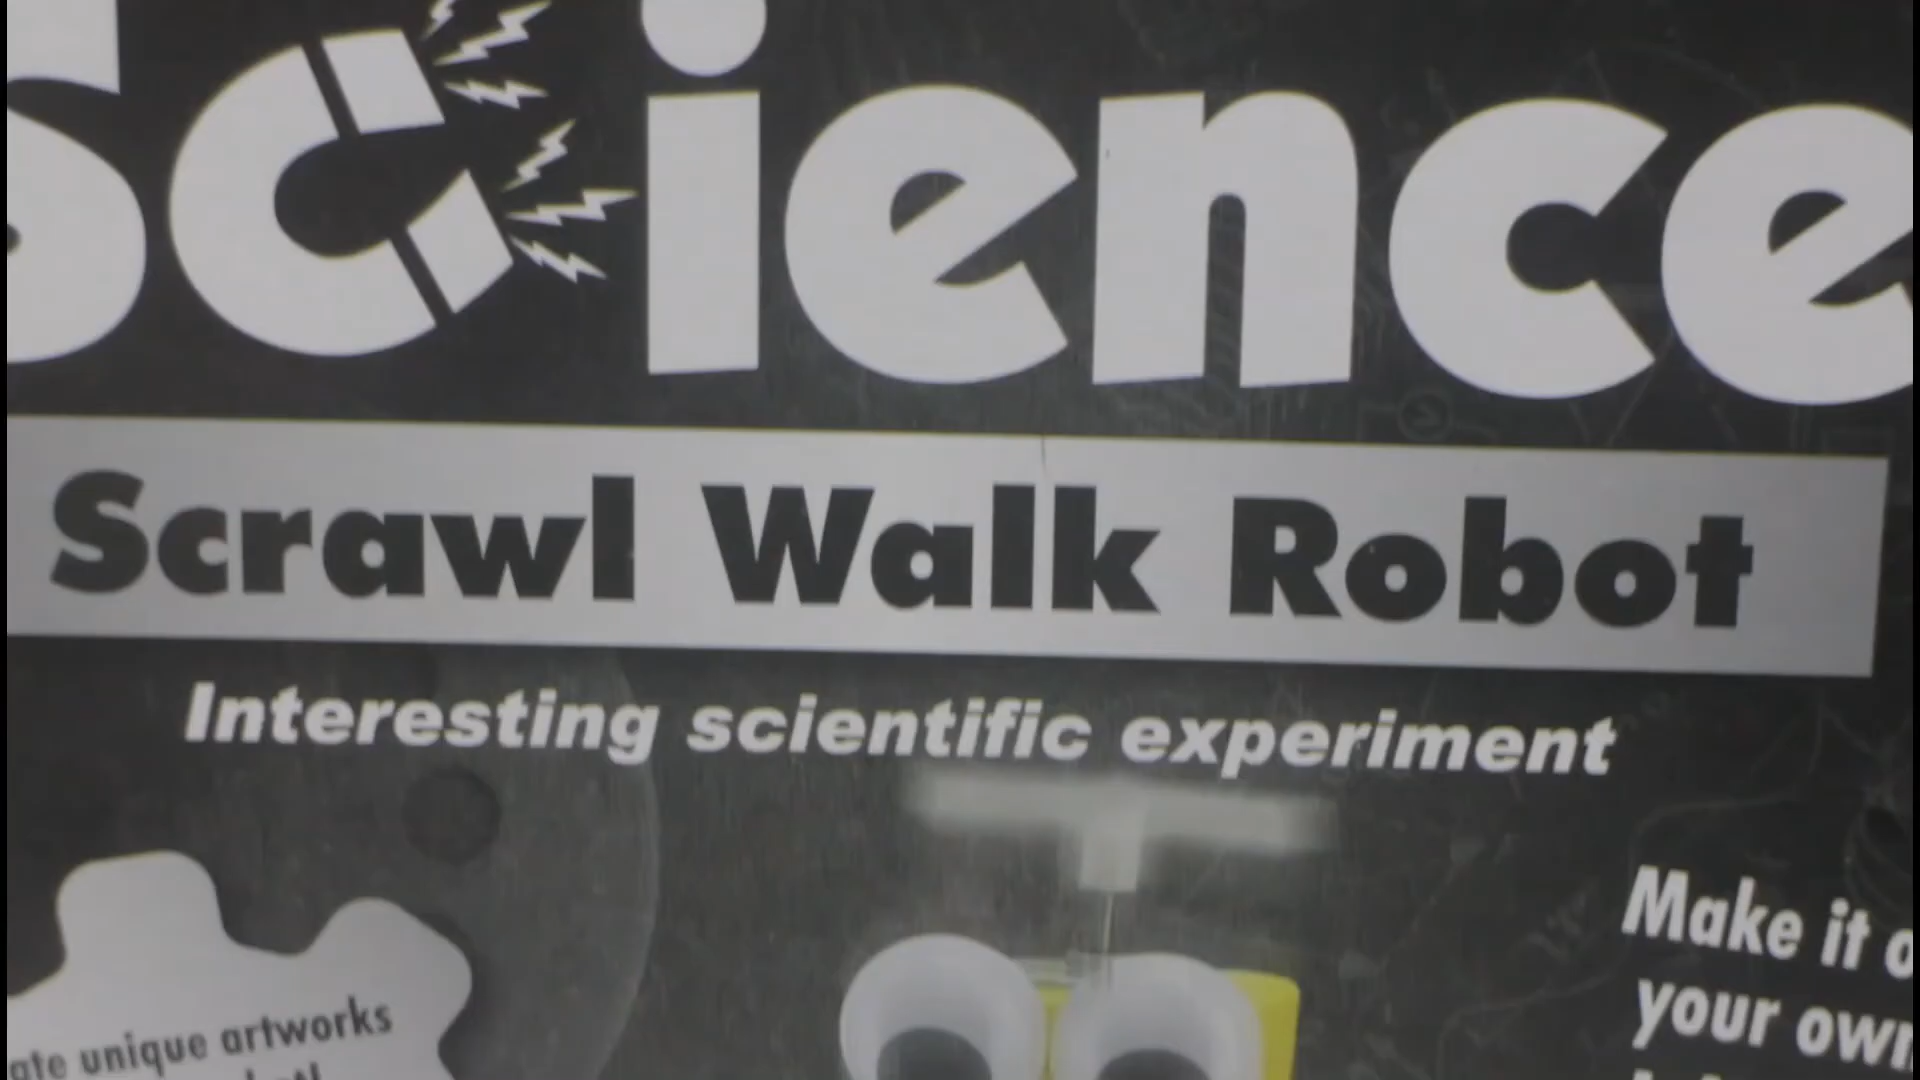 Science
Scrawl Walk Robot
Interesting scientific experiment
Make it
your own
unique artworks